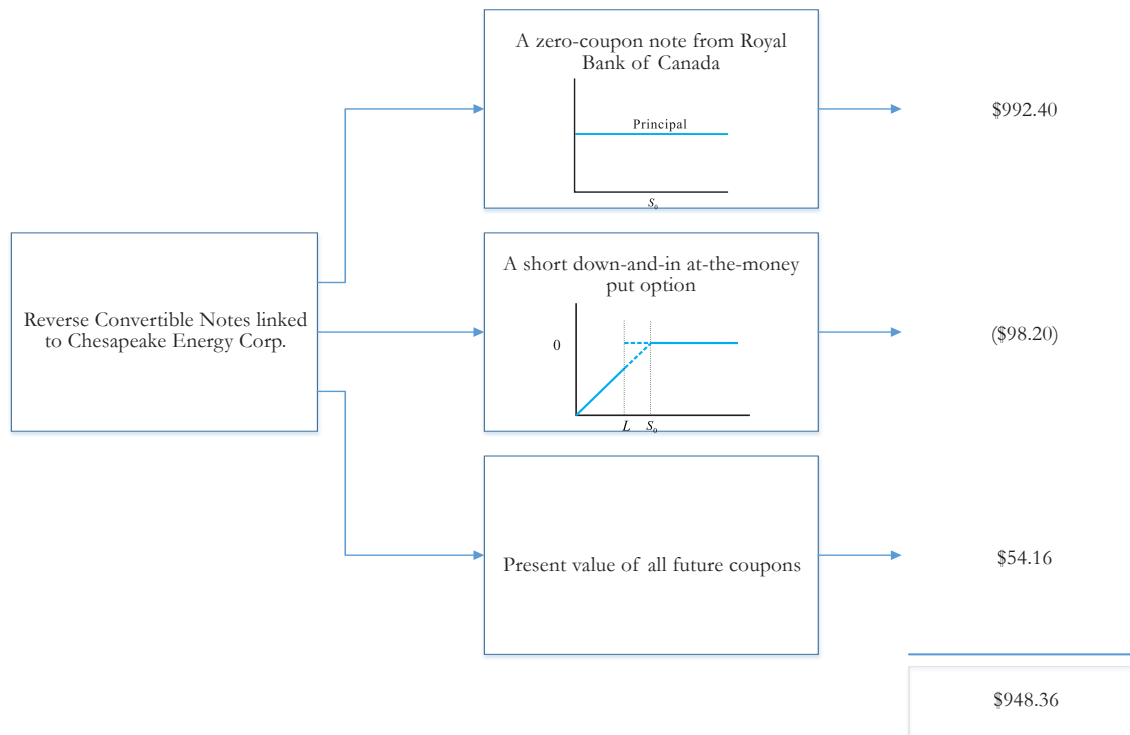 A zero-coupon note from Royal
Bank of Canada
Principal
S₀
$992.40
Reverse Convertible Notes linked
to Chesapeake Energy Corp.
A short down-and-in at-the-money
put option
0
L S₀
($98.20)
Present value of all future coupons
$54.16
$948.36